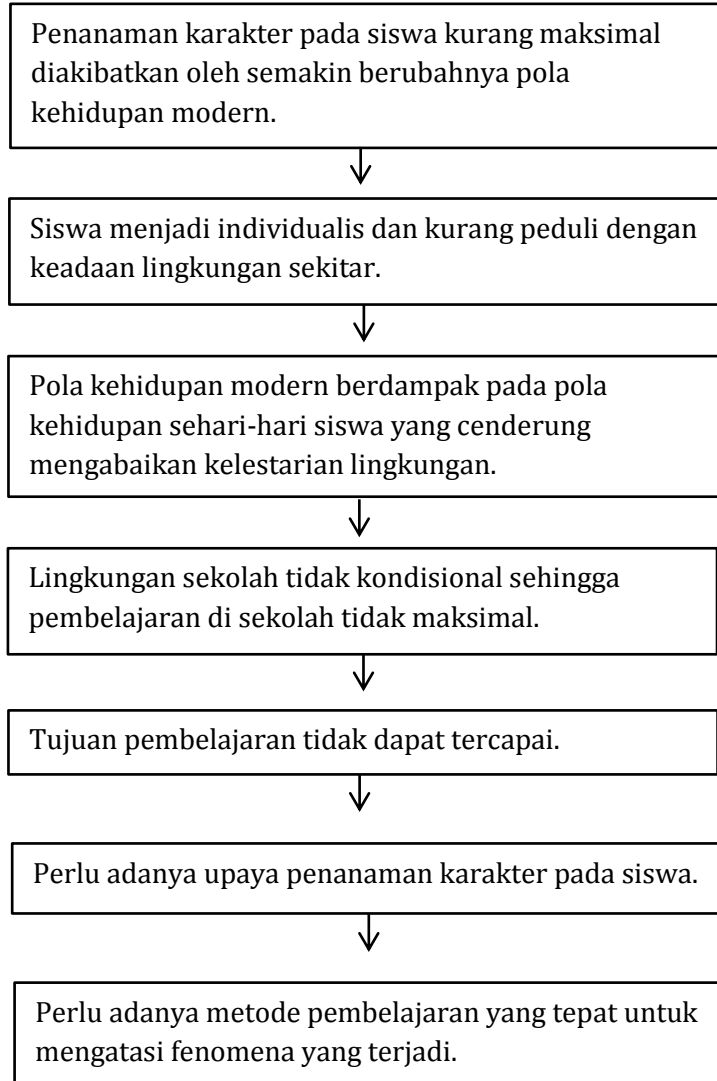 Penanaman karakter pada siswa kurang maksimal
diakibatkan oleh semakin berubahnya pola
kehidupan modern.
Siswa menjadi individualis dan kurang peduli dengan
keadaan lingkungan sekitar.
Pola kehidupan modern berdampak pada pola
kehidupan sehari-hari siswa yang cenderung
mengabaikan kelestarian lingkungan.
Lingkungan sekolah tidak kondisional sehingga
pembelajaran di sekolah tidak maksimal.
Tujuan pembelajaran tidak dapat tercapai.
Perlu adanya upaya penanaman karakter pada siswa.
Perlu adanya metode pembelajaran yang tepat untuk
mengatasi fenomena yang terjadi.